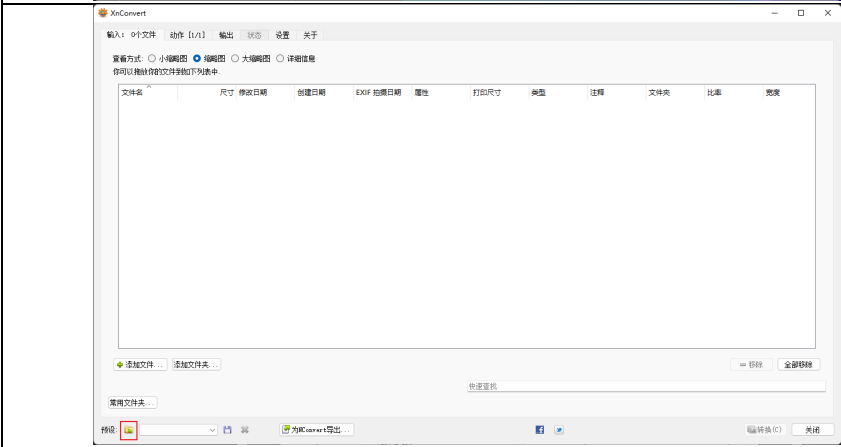 XnConvert
输入: 0个文件 动作 [1/1] 输出 状态 设置 关于
查看方式: 小缩略图 缩略图 大缩略图 详细信息
你可以拖放你的文件到如下列表中.
文件名 尺寸 修改日期 创建日期 EXIF 拍摄日期 属性 打印尺寸 类型 注释 文件夹 比率 宽度
添加文件... 添加文件夹... 移除 全部移除
快速查找
常用文件夹...
预设: 为NConvert导出... 转换(C) 关闭